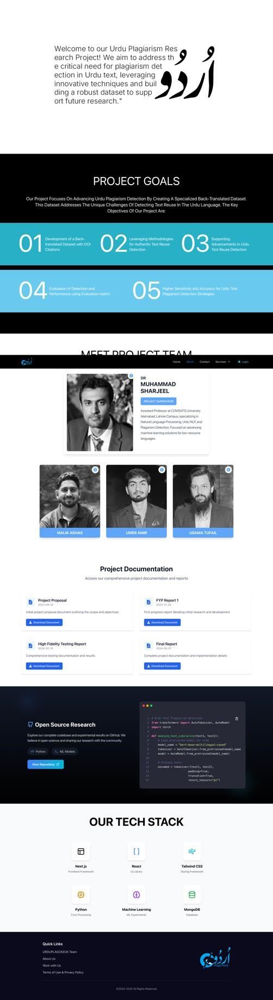 Welcome to our Urdu Plagiarism Res
earch Project! We aim to address th
e critical need for plagiarism det
ection in Urdu text, leveraging
innovative techniques and buil
ding a robust dataset to supp
ort future research."
اُردُو
PROJECT GOALS
Our Project Focuses On Advancing Urdu Plagiarism Detection By Creating A Specialized Back-Translated Dataset.
This Dataset Addresses The Unique Challenges Of Detecting Text Reuse In The Urdu Language. The Key
Objectives Of Our Project Are:
01
Development of a Back-
translated Dataset with DOI
Citations
02
Leveraging Methodologies
for Authentic Text Reuse
Detection
03
Supporting
Advancements in Urdu
Text Reuse Detection
04
Evaluation of Detection and
Performance using Evaluation matrix
05
Higher Sensitivity and Accuracy for Urdu Text
Plagiarism Detection Strategies
MEET PROJECT TEAM
اُردُو
Home
About
Contact
Services
Login
DR
MUHAMMAD
SHARJEEL
PROJECT SUPERVISOR
Assistant Professor at COMSATS University
Islamabad, Lahore Campus, specializing in
Natural Language Processing, Urdu NLP, and
Plagiarism Detection. Focused on advancing
machine learning solutions for low-resource
languages.
MALIK ASHAS
UMER AMIR
USAMA TUFAIL
Project Documentation
Access our comprehensive project documentation and reports
Project Proposal
2023-09-15
Initial project proposal document outlining the scope and objectives
Download Document
FYP Report 1
2023-12-20
First progress report detailing initial research and development
Download Document
High Fidelity Testing Report
2024-02-10
Comprehensive testing documentation and results
Download Document
Final Report
2024-05-01
Complete project documentation and implementation details
Download Document
Open Source Research
Explore our complete codebase and experimental results on GitHub. We
believe in open science and sharing our research with the community.
Python
ML Models
View Repository
1 # Urdu Text Plagiarism Detection
2 from transformers import AutoTokenizer, AutoModel
3 import torch
4
5 def analyze_text_similarity(text1, text2):
6 # Load pretrained model for Urdu
7 model_name = "bert-base-multilingual-cased"
8 tokenizer = AutoTokenizer.from_pretrained(model_name
9 model = AutoModel.from_pretrained(model_name)
10
11 # Process texts
12 encoded = tokenizer([text1, text2],
13 padding=True,
14 truncation=True,
15 return_tensors="pt")
OUR TECH STACK
Next.js
Frontend Framework
React
UI Library
Tailwind CSS
Styling Framework
Python
Core Processing
Machine Learning
ML Experiments
MongoDB
Database
Quick Links
URDUPLAGCKECK Team
About Us
Work with Us
Terms of Use & Privacy Policy
اُردُو
PlagCheck
©2024-2025 All Rights Reserved